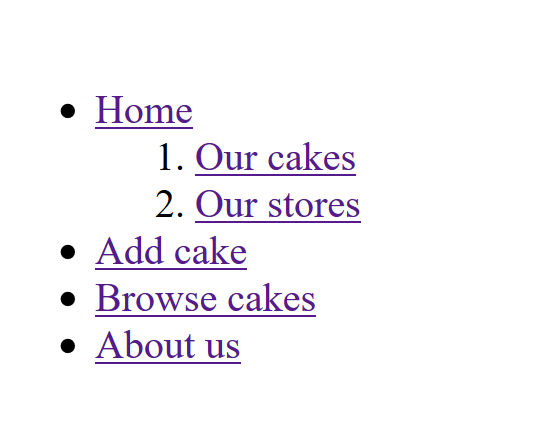 • Home
1. Our cakes
2. Our stores
• Add cake
• Browse cakes
• About us